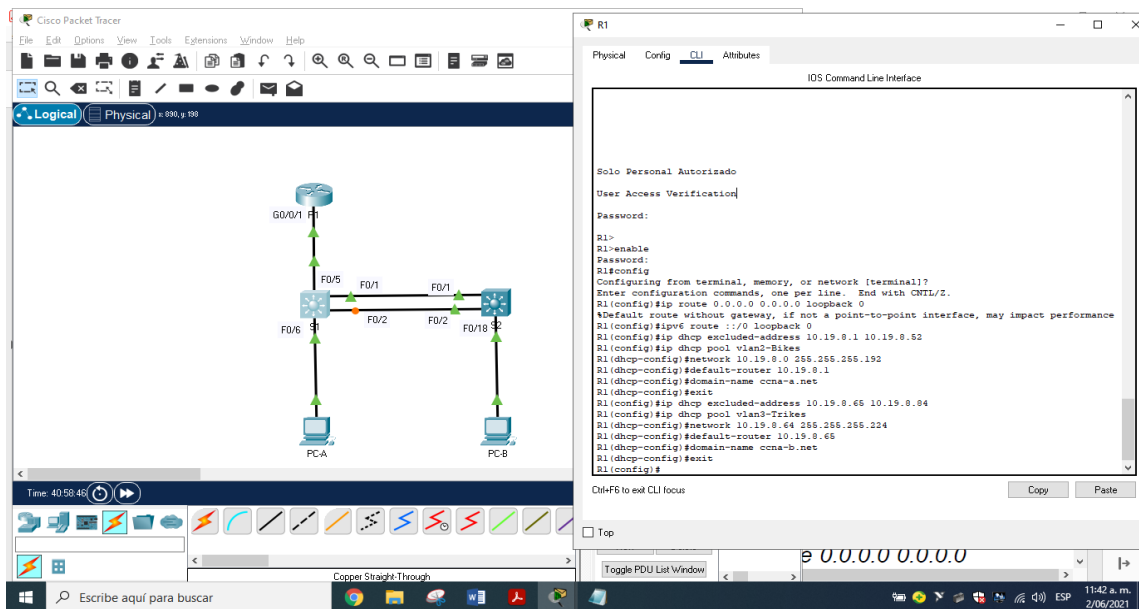 Cisco Packet Tracer
File Edit Options View Tools Extensions Window Help
Logical Physical x: 890, y: 198
G0/0/1 R1
F0/5 F0/1 F0/1
F0/6 S1 F0/2 F0/2 F0/18 S2
PC-A PC-B
Time: 40:58:46
Copper Straight-Through
R1
Physical Config CLI Attributes
IOS Command Line Interface
Solo Personal Autorizado
User Access Verification
Password:
R1>
R1>enable
Password:
R1#config
Configuring from terminal, memory, or network [terminal]?
Enter configuration commands, one per line. End with CNTL/Z.
R1(config)#ip route 0.0.0.0 0.0.0.0 loopback 0
%Default route without gateway, if not a point-to-point interface, may impact performance
R1(config)#ipv6 route ::/0 loopback 0
R1(config)#ip dhcp excluded-address 10.19.8.1 10.19.8.52
R1(config)#ip dhcp pool vlan2-Bikes
R1(dhcp-config)#network 10.19.8.0 255.255.255.192
R1(dhcp-config)#default-router 10.19.8.1
R1(dhcp-config)#domain-name ccna-a.net
R1(dhcp-config)#exit
R1(config)#ip dhcp excluded-address 10.19.8.65 10.19.8.84
R1(config)#ip dhcp pool vlan3-Trikes
R1(dhcp-config)#network 10.19.8.64 255.255.255.224
R1(dhcp-config)#default-router 10.19.8.65
R1(dhcp-config)#domain-name ccna-b.net
R1(dhcp-config)#exit
R1(config)#
Ctrl+F6 to exit CLI focus Copy Paste
Top
Toggle PDU List Window
e 0.0.0.0 0.0.0.0
Escribe aquí para buscar
ESP 11:42 a. m.
2/06/2021